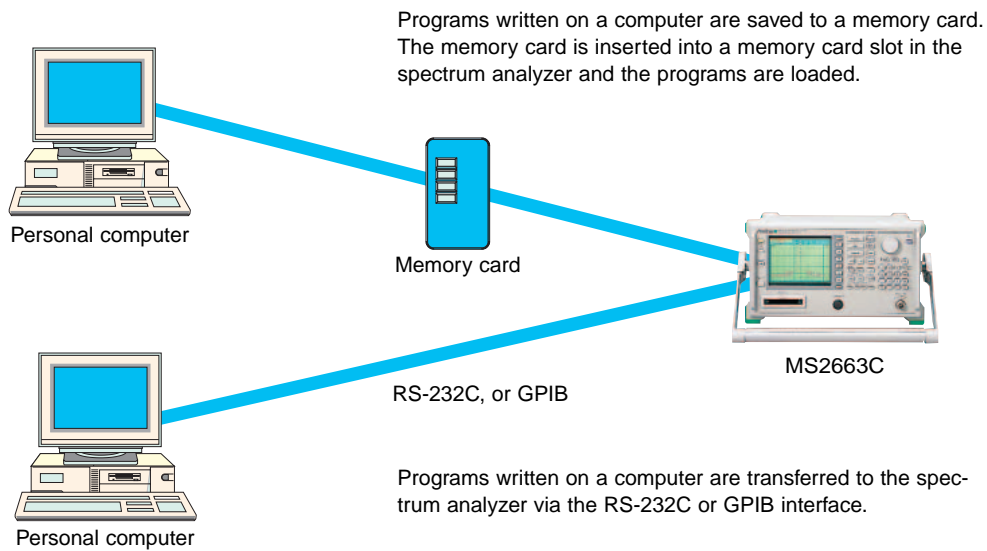 Programs written on a computer are saved to a memory card.
The memory card is inserted into a memory card slot in the
spectrum analyzer and the programs are loaded.
Personal computer
Memory card
MS2663C
RS-232C, or GPIB
Programs written on a computer are transferred to the spec-
trum analyzer via the RS-232C or GPIB interface.
Personal computer